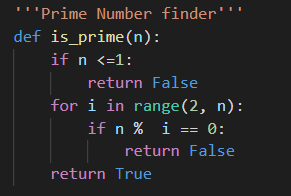 '''Prime Number finder'''
def is_prime(n):
    if n <=1:
        return False
    for i in range(2, n):
        if n %  i == 0:
            return False
    return True